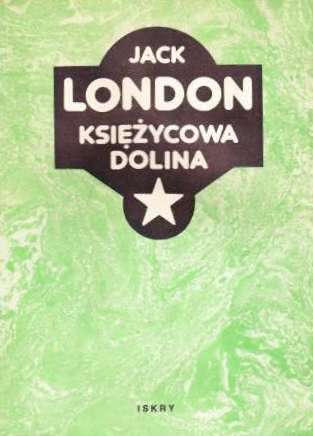 JACK
LONDON
KSIĘŻYCOWA
DOLINA
ISKRY